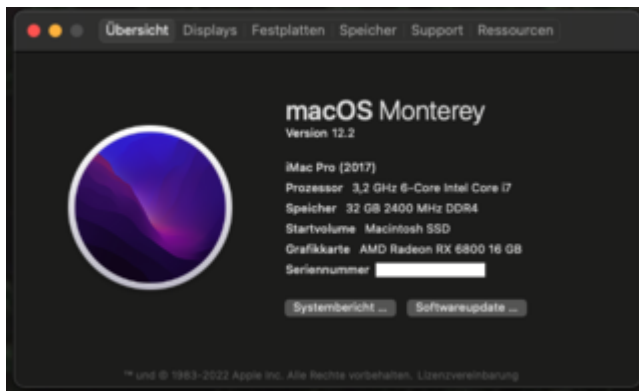 Übersicht Displays Festplatten Speicher Support Ressourcen
macOS Monterey
Version 12.2
iMac Pro (2017)
Prozessor 3,2 GHz 6-Core Intel Core i7
Speicher 32 GB 2400 MHz DDR4
Startvolume Macintosh SSD
Grafikkarte AMD Radeon RX 6800 16 GB
Seriennummer
Systembericht ... Softwareupdate ...
™ und © 1983-2022 Apple Inc. Alle Rechte vorbehalten. Lizenzvereinbarung